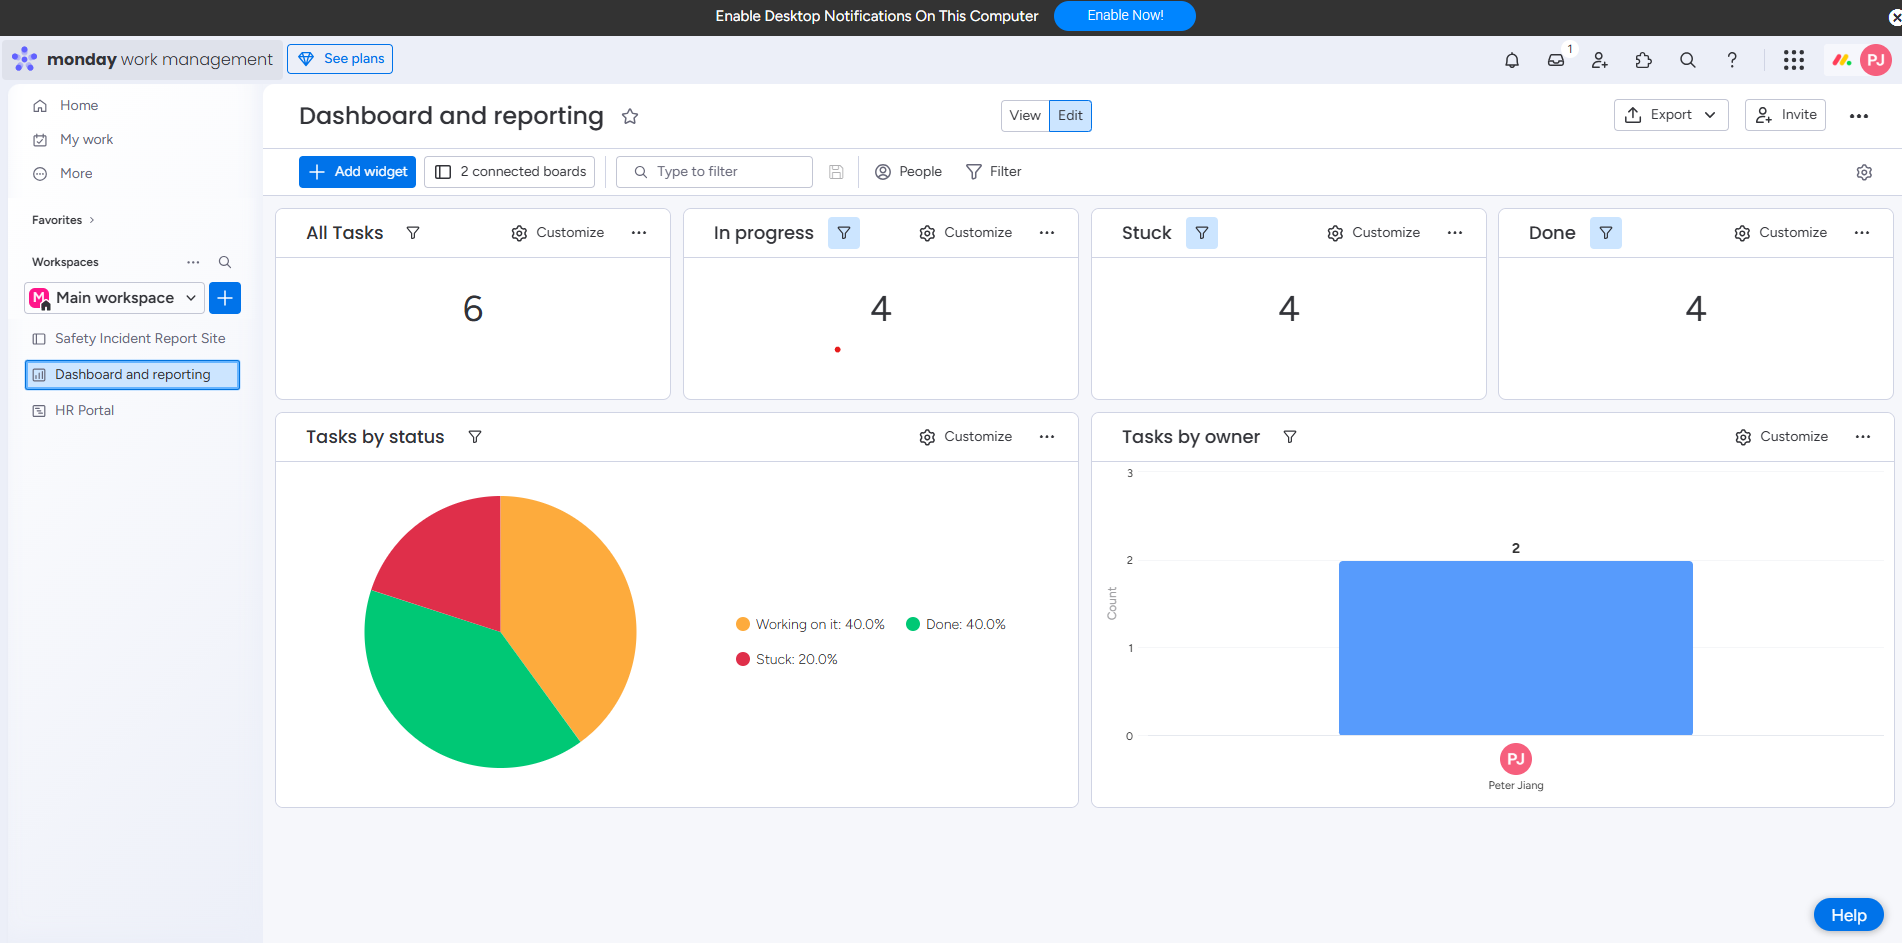 Enable Desktop Notifications On This Computer Enable Now!
monday work management See plans 1 PJ
Home
My work
More
Favorites
Workspaces
M Main workspace
Safety Incident Report Site
Dashboard and reporting
HR Portal
Dashboard and reporting View Edit Export Invite
Add widget 2 connected boards Type to filter People Filter
All Tasks Customize
6
In progress Customize
4
Stuck Customize
4
Done Customize
4
Tasks by status Customize
Working on it: 40.0% Done: 40.0%
Stuck: 20.0%
Tasks by owner Customize
3
2
2
Count
1
0
PJ
Peter Jiang
Help